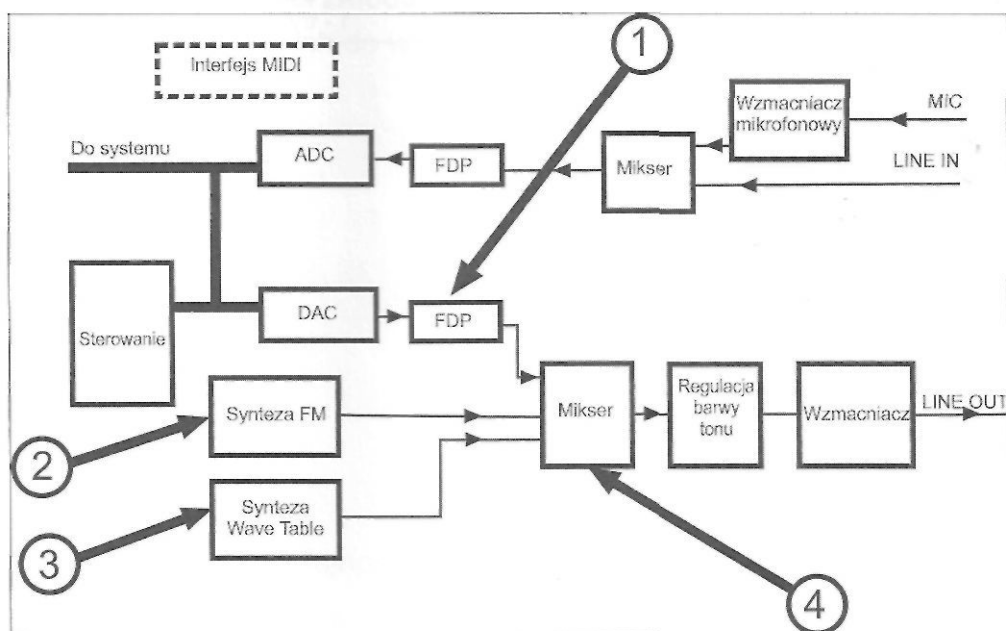 1
Interfejs MIDI
Wzmacniacz
mikrofonowy
MIC
Do systemu
ADC
FDP
Mikser
LINE IN
Sterowanie
DAC
FDP
Synteza FM
Mikser
Regulacja
barwy
tonu
Wzmacniacz
LINE OUT
2
Synteza
Wave Table
3
4